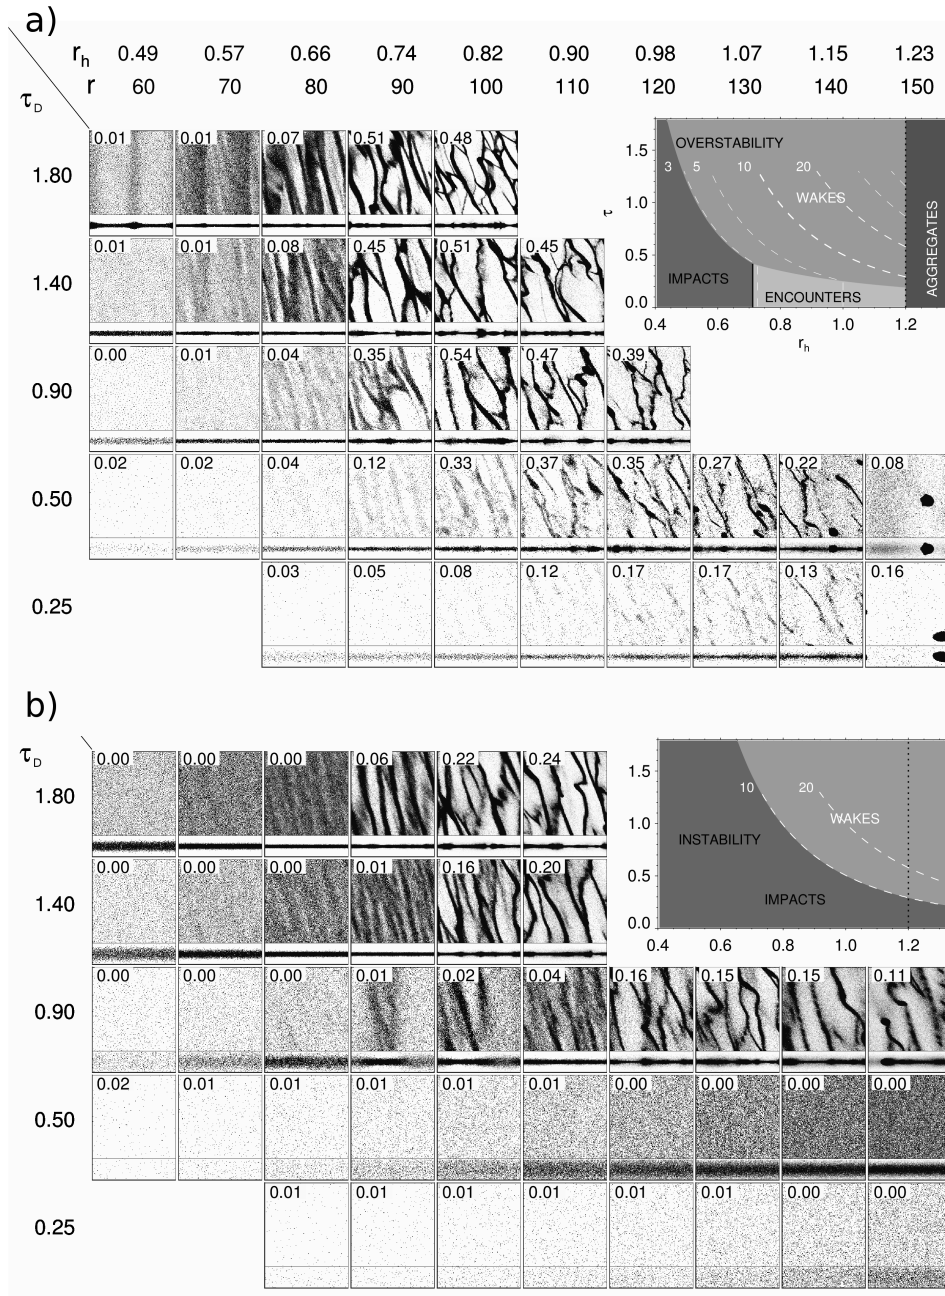 a)
r_h 0.49 0.57 0.66 0.74 0.82 0.90 0.98 1.07 1.15 1.23
r 60 70 80 90 100 110 120 130 140 150
τ_D
1.80 0.01 0.01 0.07 0.51 0.48
1.40 0.01 0.01 0.08 0.45 0.51 0.45
0.90 0.00 0.01 0.04 0.35 0.54 0.47 0.39
0.50 0.02 0.02 0.04 0.12 0.33 0.37 0.35 0.27 0.22 0.08
0.25 0.03 0.05 0.08 0.12 0.17 0.17 0.13 0.16
1.5
1.0
0.5
0.0
τ
OVERSTABILITY
3 5 10 20
WAKES
IMPACTS
ENCOUNTERS
AGGREGATES
0.4 0.6 0.8 1.0 1.2
r_h
b)
τ_D
1.80 0.00 0.00 0.00 0.06 0.22 0.24
1.40 0.00 0.00 0.00 0.01 0.16 0.20
0.90 0.00 0.00 0.00 0.01 0.02 0.04 0.16 0.15 0.15 0.11
0.50 0.02 0.01 0.01 0.01 0.01 0.01 0.00 0.00 0.00 0.00
0.25 0.01 0.01 0.01 0.01 0.01 0.01 0.00 0.00
1.5
1.0
0.5
0.0
10 20
WAKES
INSTABILITY
IMPACTS
0.4 0.6 0.8 1.0 1.2